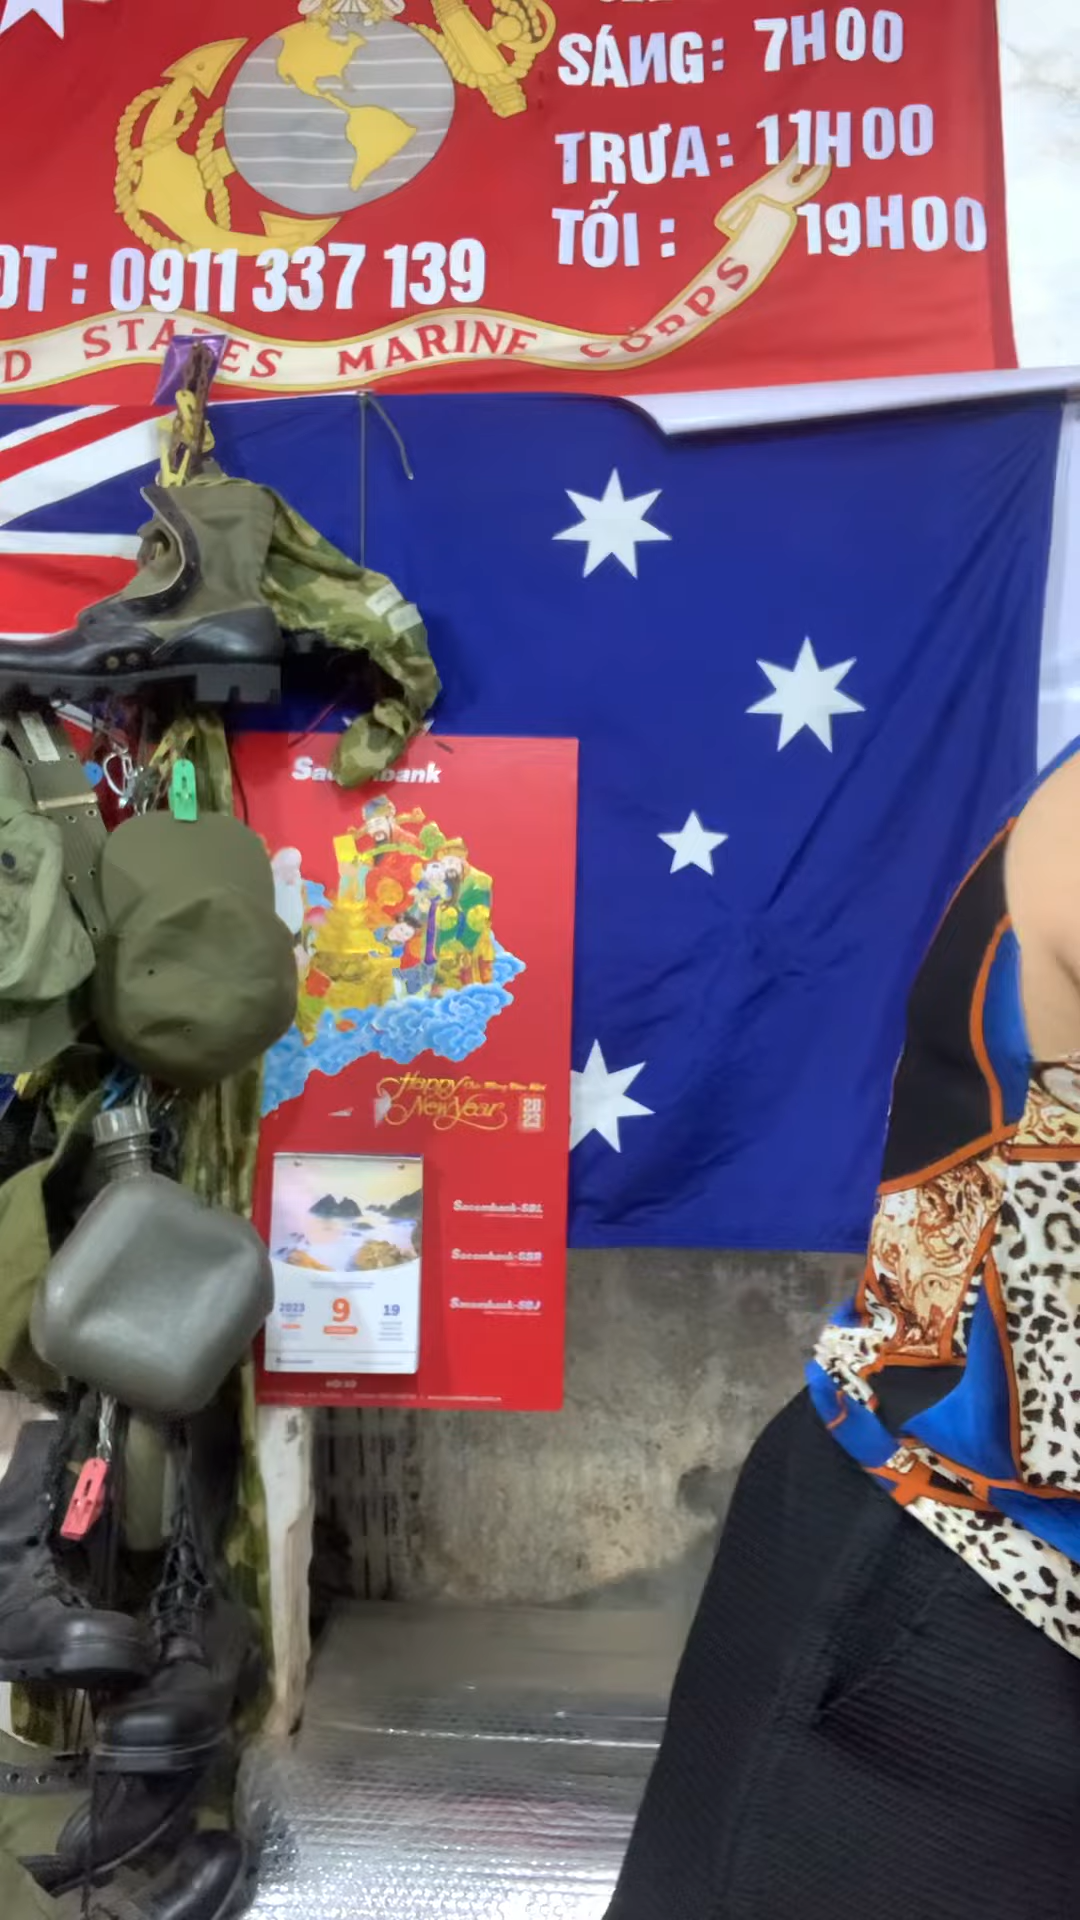 SÁNG: 7H00
TRƯA: 11H00
TỐI : 19H00
ĐT : 0911 337 139
D STATES MARINE CORPS
Sacombank
Happy
New Year
2023
Sacombank-SBL
Sacombank-SBR
Sacombank-SBJ
2023
9
19